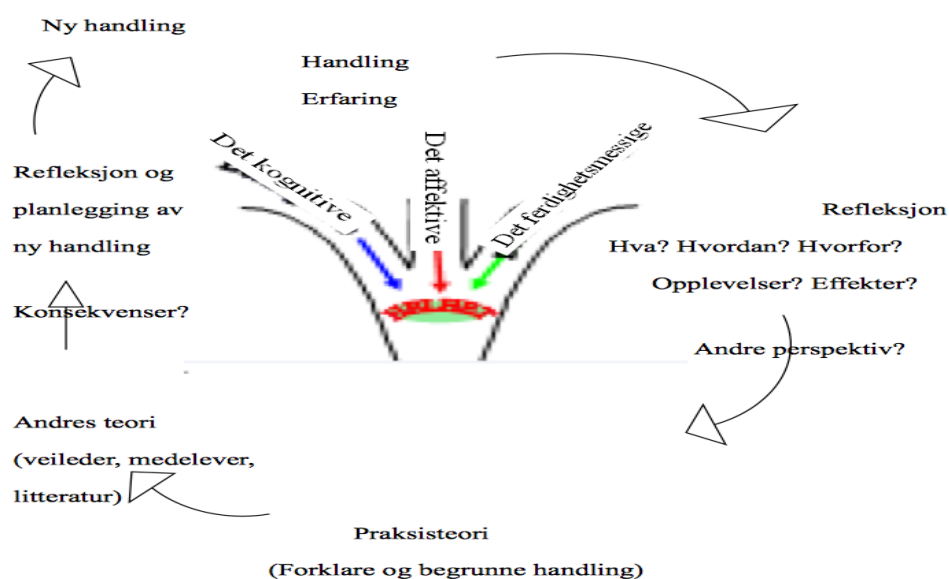 Ny handling
Handling
Erfaring
Det kognitive
Det affektive
Det ferdighetsmessige
Refleksjon
Hva? Hvordan? Hvorfor?
Opplevelser? Effekter?
Andre perspektiv?
Praksisteori
(Forklare og begrunne handling)
Andres teori
(veileder, medelever,
litteratur)
Konsekvenser?
Refleksjon og
planlegging av
ny handling